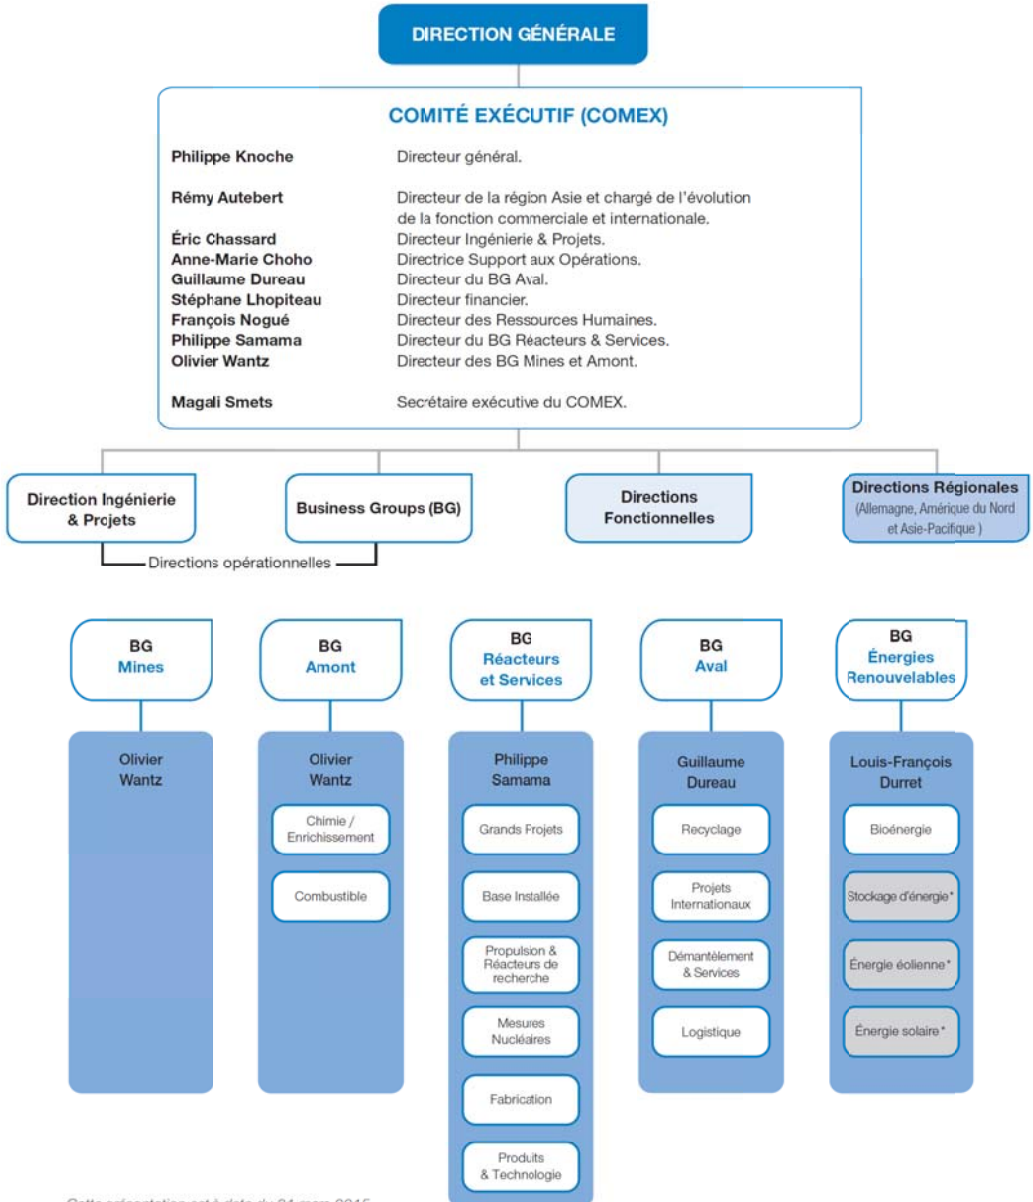 DIRECTION GÉNÉRALE
COMITÉ EXÉCUTIF (COMEX)
Philippe Knoche Directeur général.
Rémy Autebert Directeur de la région Asie et chargé de l'évolution
de la fonction commerciale et internationale.
Éric Chassard Directeur Ingénierie & Projets.
Anne-Marie Choho Directrice Support aux Opérations.
Guillaume Dureau Directeur du BG Aval.
Stéphane Lhopiteau Directeur financier.
François Nogué Directeur des Ressources Humaines.
Philippe Samama Directeur du BG Réacteurs & Services.
Olivier Wantz Directeur des BG Mines et Amont.
Magali Smets Secrétaire exécutive du COMEX.
Direction Ingénierie
& Projets
Business Groups (BG)
Directions
Fonctionnelles
Directions Régionales
(Allemagne, Amérique du Nord
et Asie-Pacifique )
Directions opérationnelles
BG
Mines
BG
Amont
BG
Réacteurs
et Services
BG
Aval
BG
Énergies
Renouvelables
Olivier
Wantz
Olivier
Wantz
Chimie /
Enrichissement
Combustible
Philippe
Samama
Grands Projets
Base Installée
Propulsion &
Réacteurs de
recherche
Mesures
Nucléaires
Fabrication
Produits
& Technologie
Guillaume
Dureau
Recyclage
Projets
Internationaux
Démantèlement
& Services
Logistique
Louis-François
Durret
Bioénergie
Stockage d'énergie*
Énergie éolienne*
Énergie solaire*